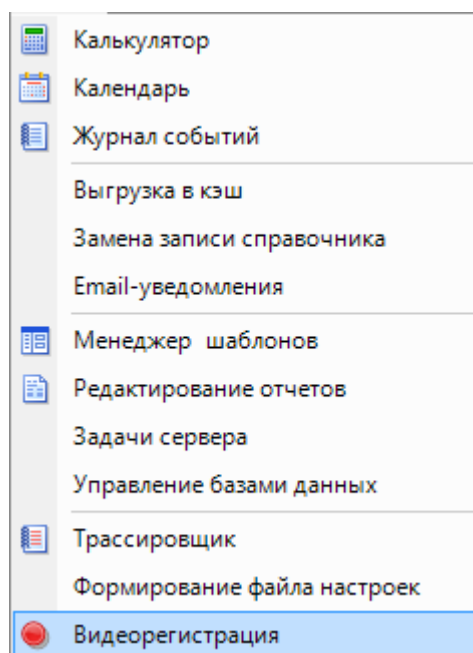 Калькулятор
Календарь
Журнал событий
Выгрузка в кэш
Замена записи справочника
Email-уведомления
Менеджер  шаблонов
Редактирование отчетов
Задачи сервера
Управление базами данных
Трассировщик
Формирование файла настроек
Видеорегистрация